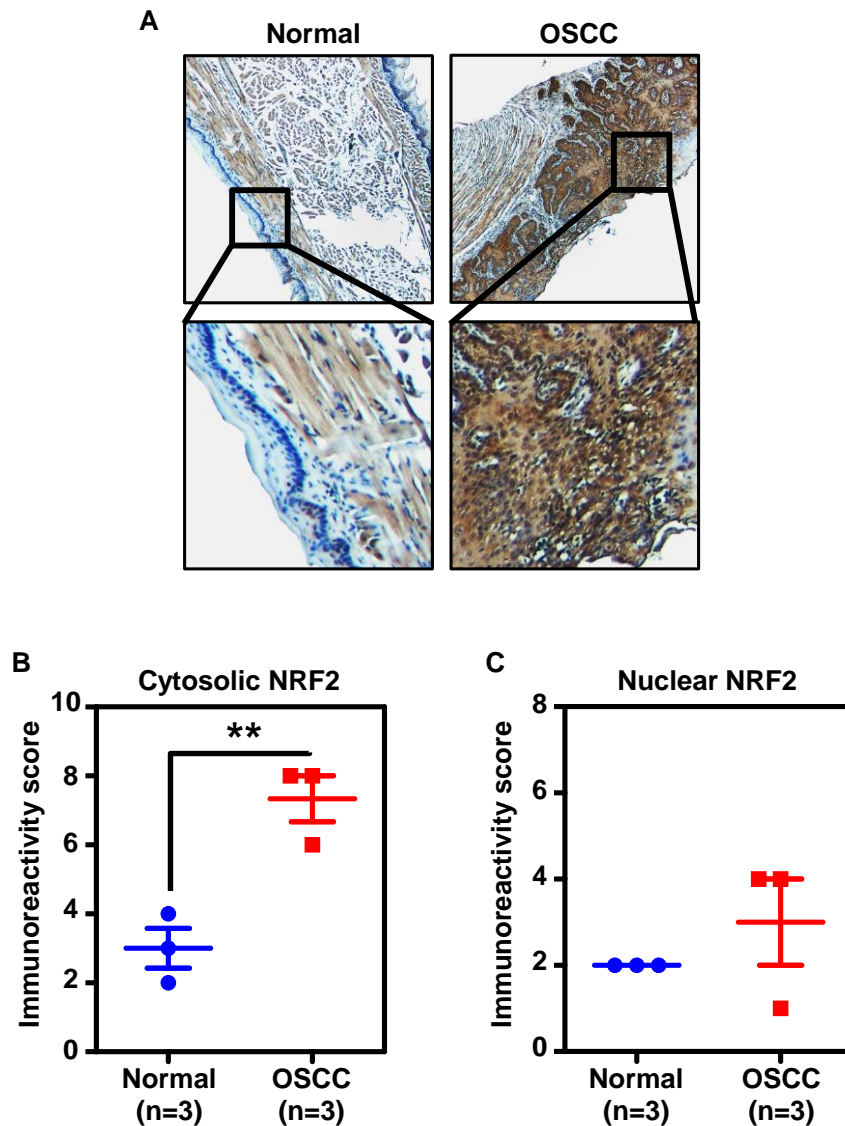 A
Normal
OSCC
B
Cytosolic NRF2
Immunoreactivity score
10
8
6
4
2
0
**
Normal
(n=3)
OSCC
(n=3)
C
Nuclear NRF2
Immunoreactivity score
8
6
4
2
0
Normal
(n=3)
OSCC
(n=3)